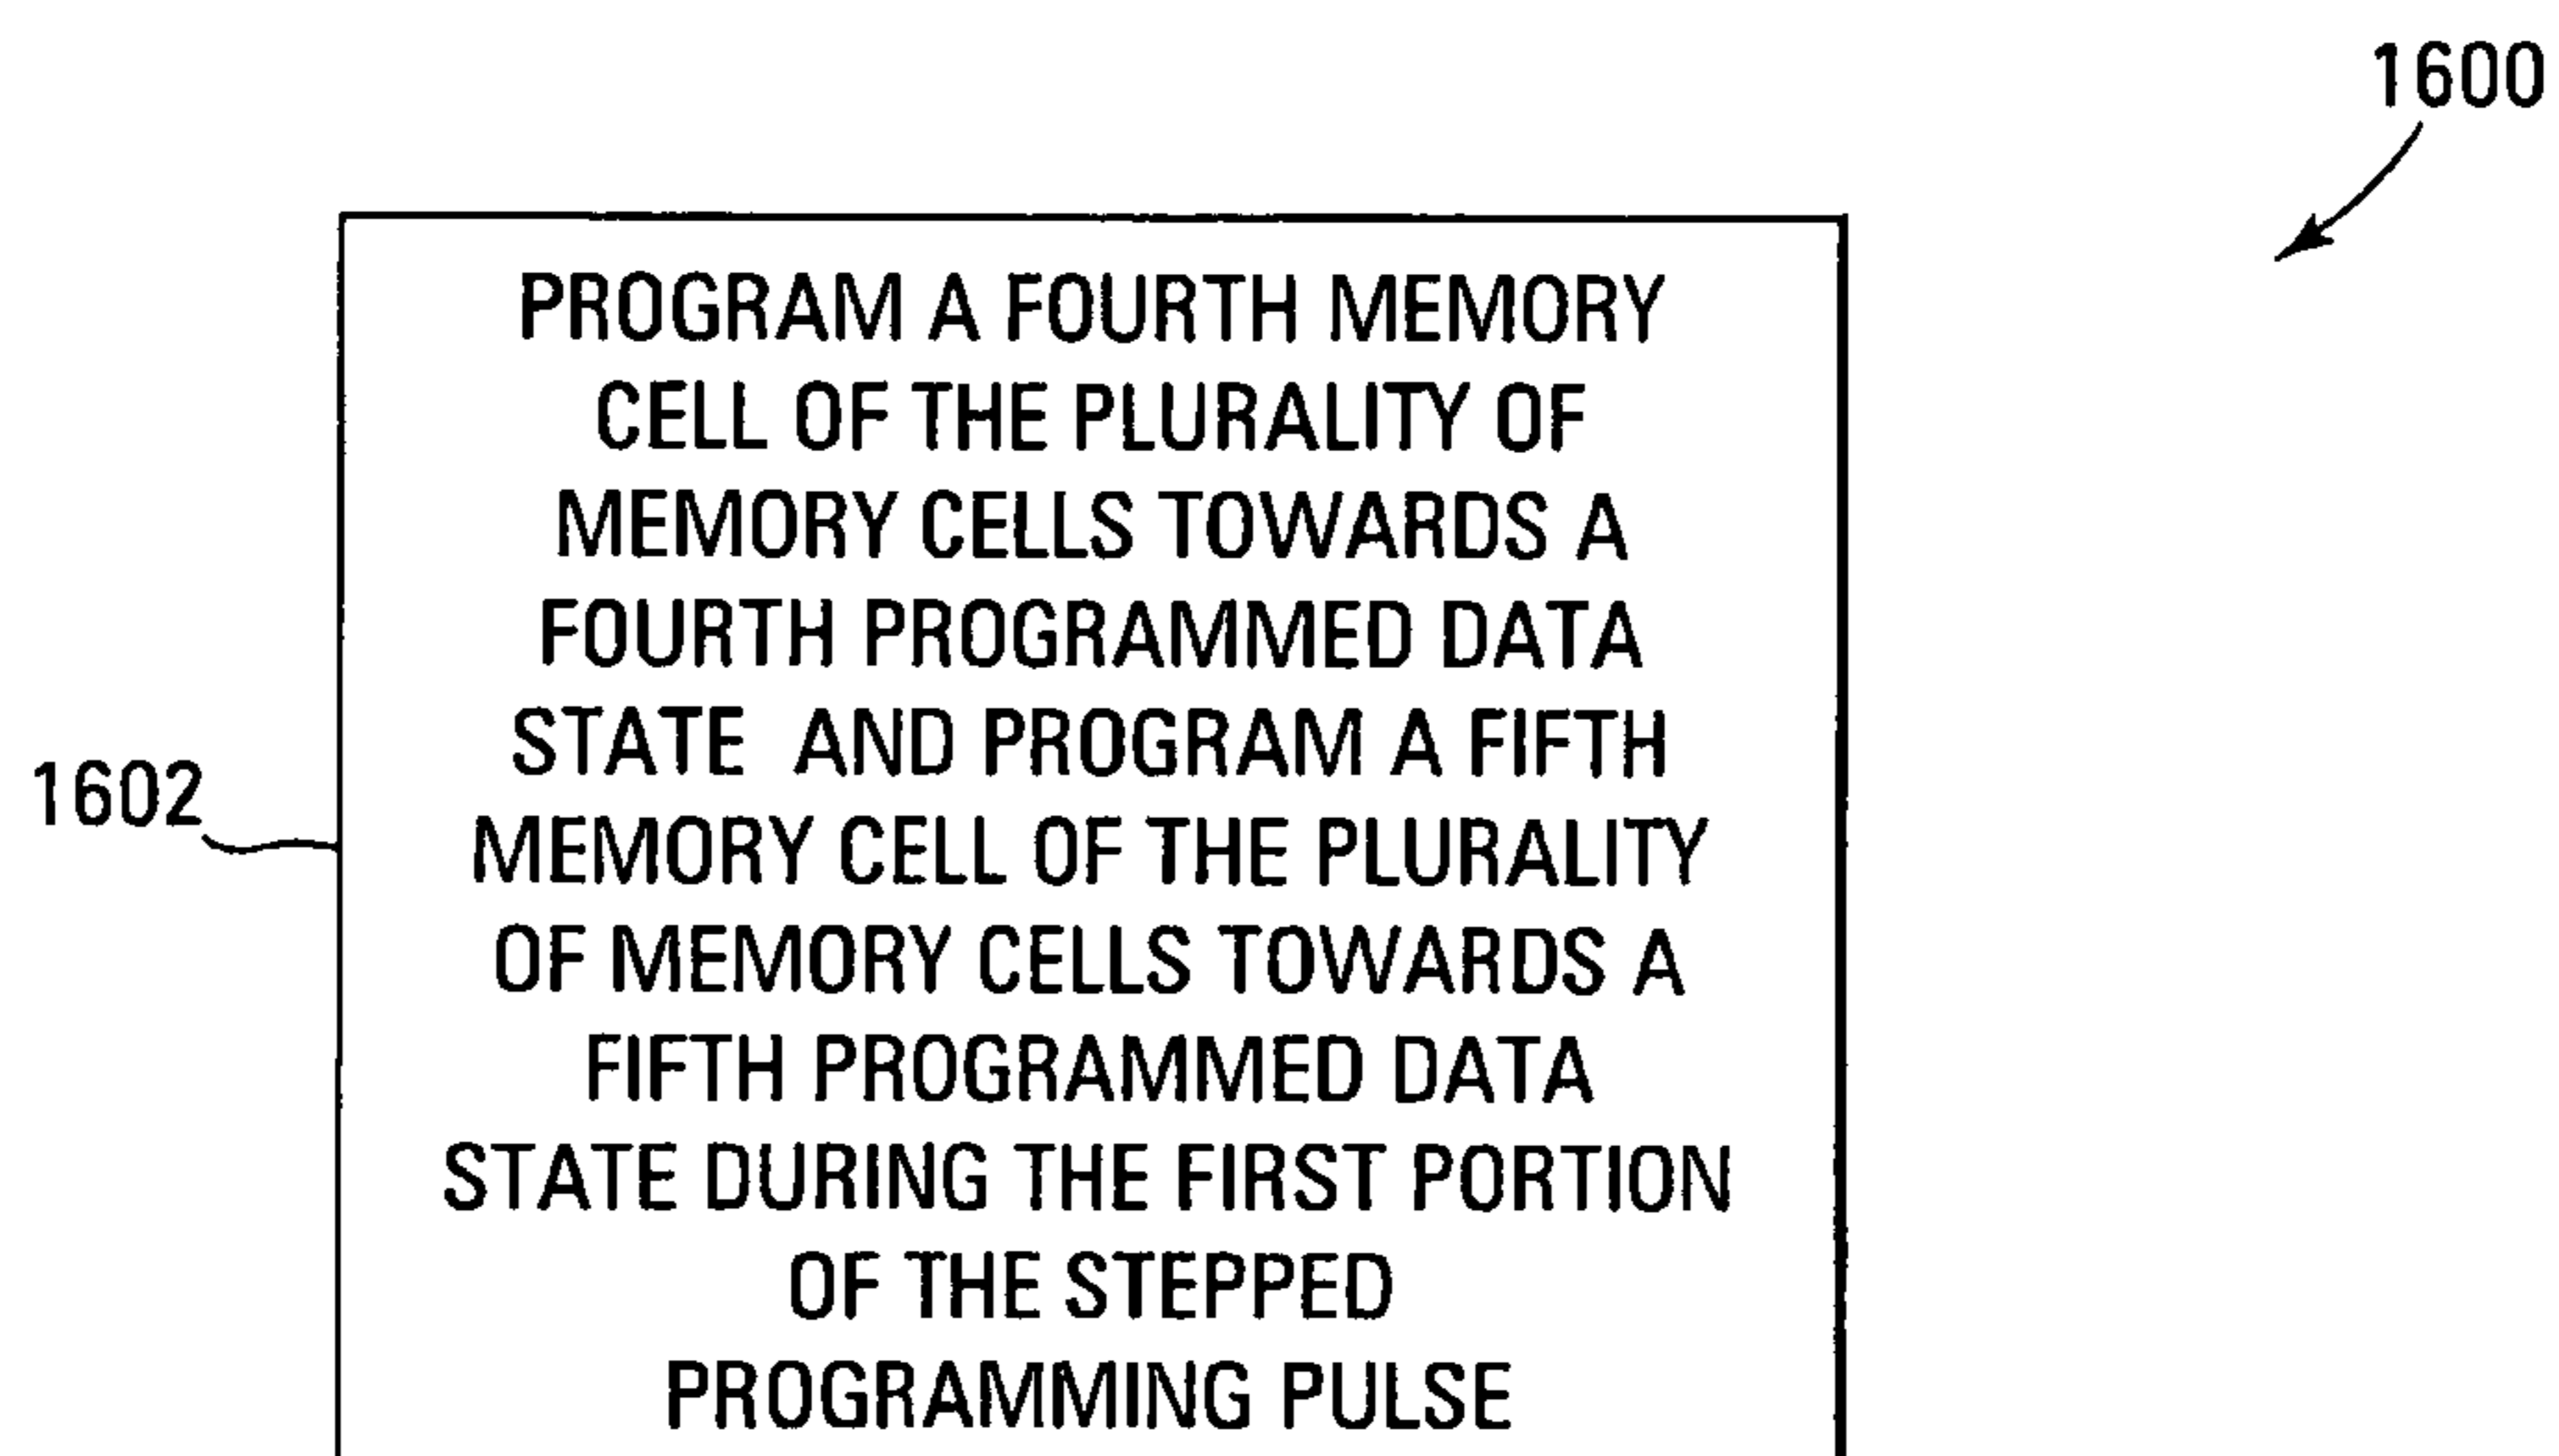 1600
PROGRAM A FOURTH MEMORY
CELL OF THE PLURALITY OF
MEMORY CELLS TOWARDS A
FOURTH PROGRAMMED DATA
STATE AND PROGRAM A FIFTH
MEMORY CELL OF THE PLURALITY
OF MEMORY CELLS TOWARDS A
FIFTH PROGRAMMED DATA
STATE DURING THE FIRST PORTION
OF THE STEPPED
PROGRAMMING PULSE
1602